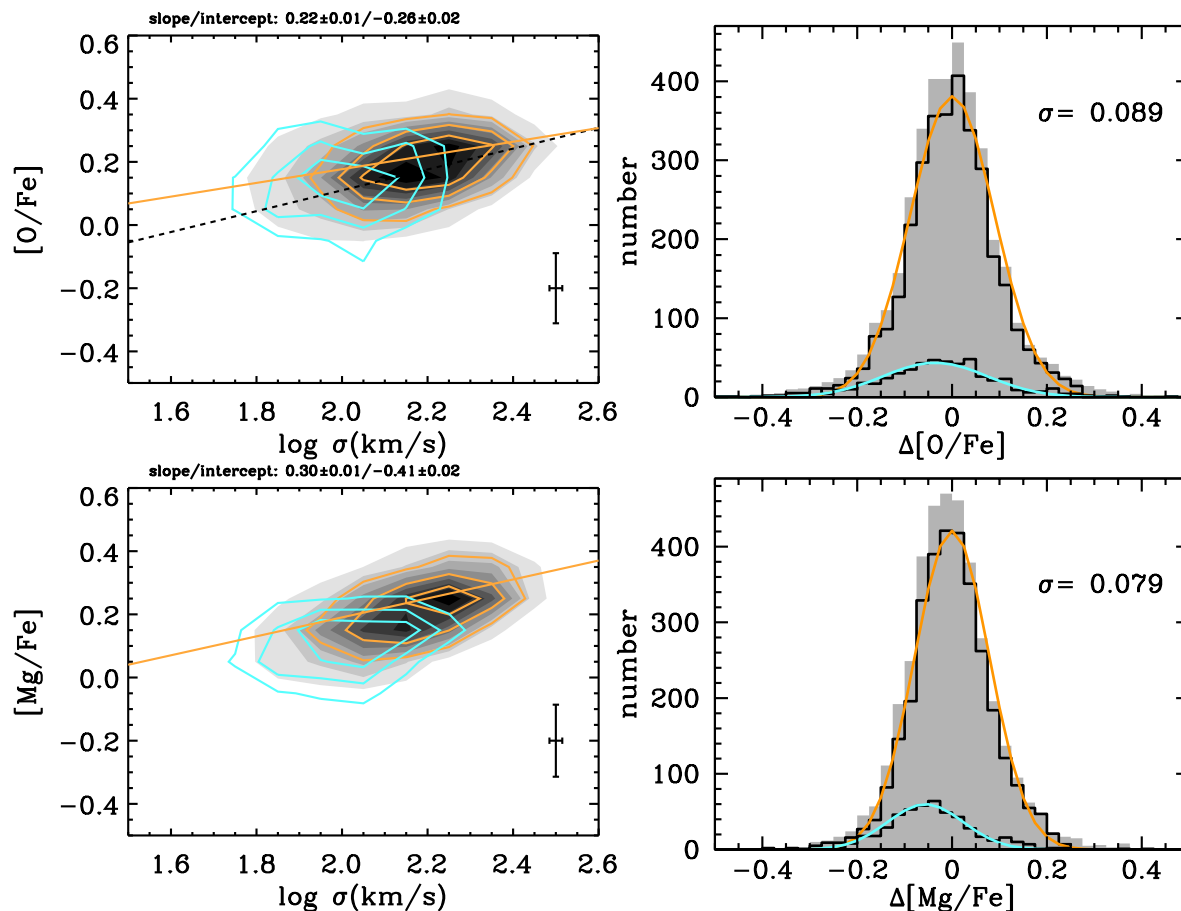 slope/intercept: 0.22±0.01/−0.26±0.02
[O/Fe]
0.6
0.4
0.2
0.0
−0.2
−0.4
1.6 1.8 2.0 2.2 2.4 2.6
log σ(km/s)
number
400
300
200
100
0
σ= 0.089
−0.4 −0.2 0 0.2 0.4
Δ[O/Fe]
slope/intercept: 0.30±0.01/−0.41±0.02
[Mg/Fe]
0.6
0.4
0.2
0.0
−0.2
−0.4
1.6 1.8 2.0 2.2 2.4 2.6
log σ(km/s)
number
400
300
200
100
0
σ= 0.079
−0.4 −0.2 0 0.2 0.4
Δ[Mg/Fe]